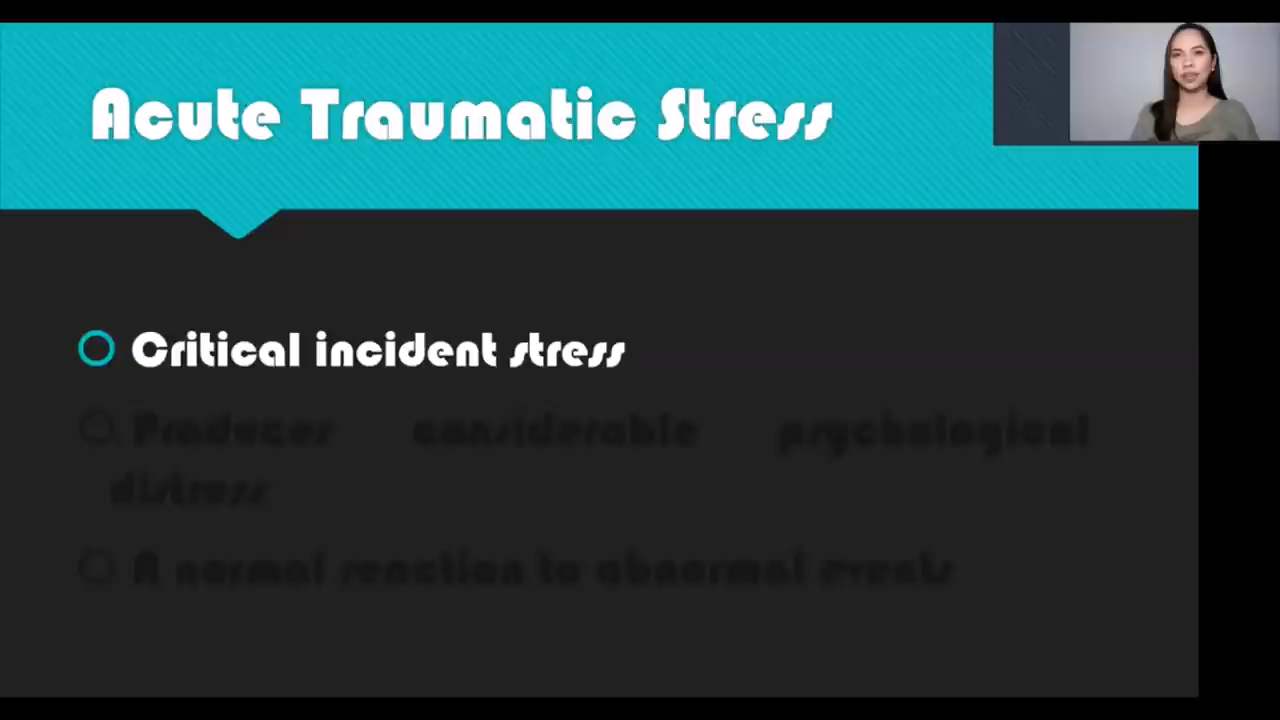 Acute Traumatic Stress
Critical incident stress
Produces considerable psychological
distress
A normal reaction to abnormal events